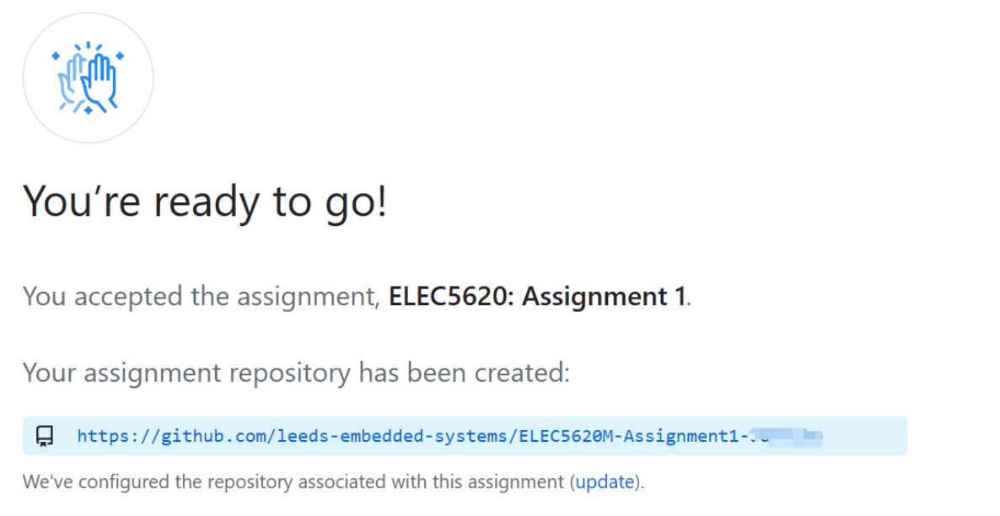 You're ready to go!
You accepted the assignment, ELEC5620: Assignment 1.
Your assignment repository has been created:
https://github.com/leeds-embedded-systems/ELEC5620M-Assignment1-
We've configured the repository associated with this assignment (update).